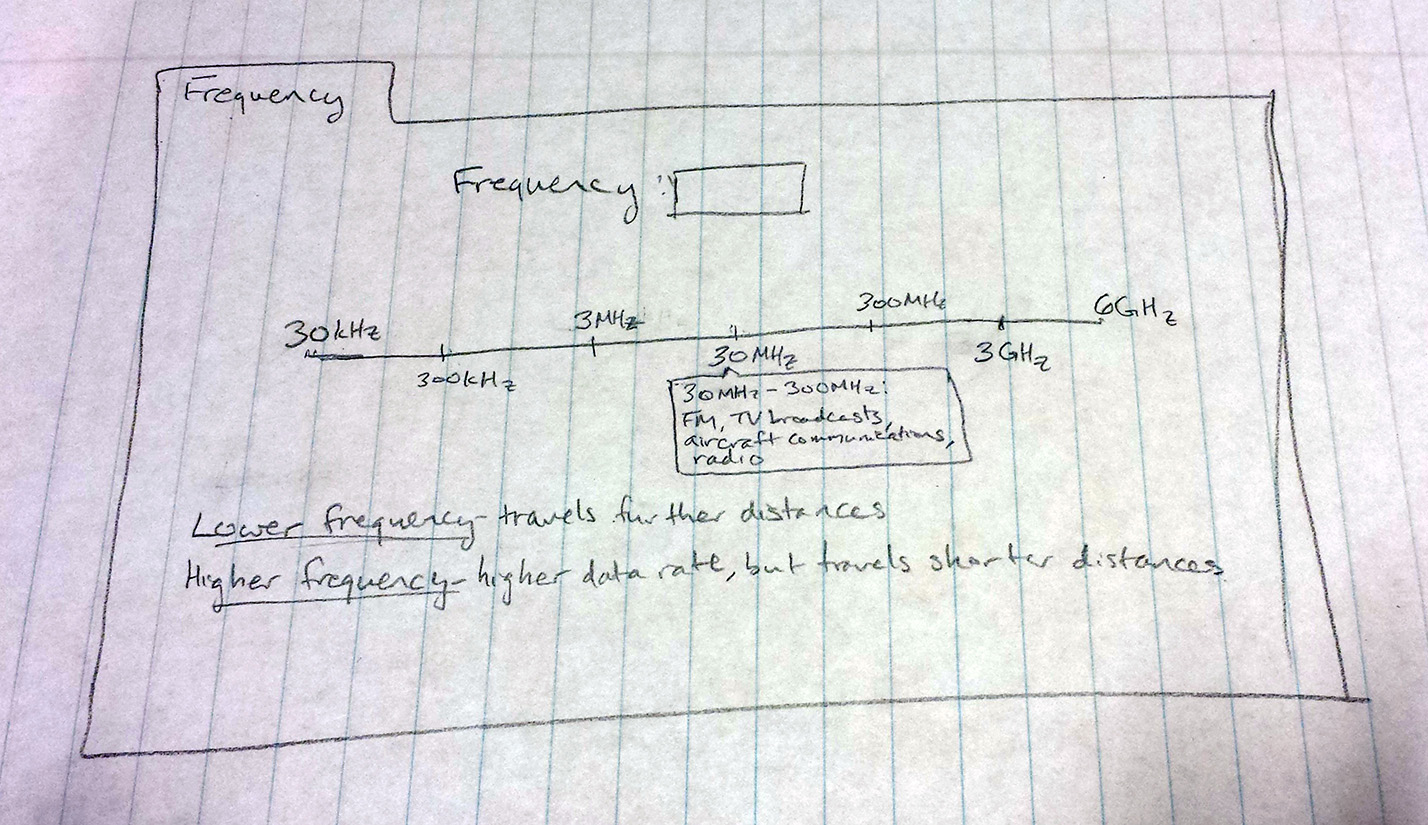 Frequency
Frequency:
30kHz
300kHz
3MHz
30MHz
300MHz
3GHz
6GHz
30MHz-300MHz:
FM, TV broadcasts,
aircraft communications,
radio
Lower frequency- travels further distances
Higher frequency- higher data rate, but travels shorter distances